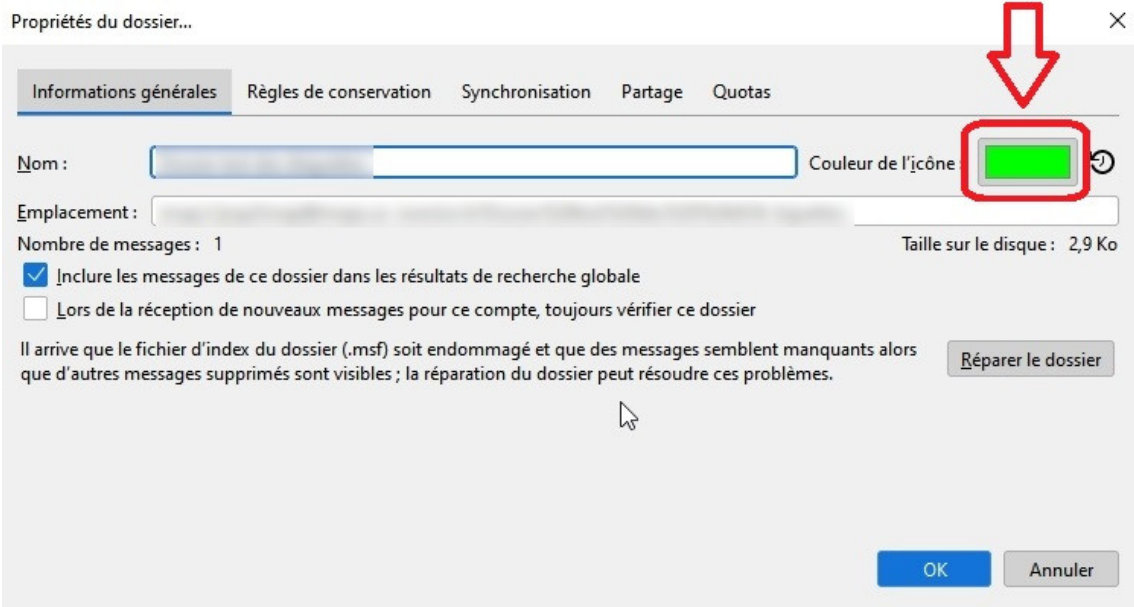 Propriétés du dossier...
Informations générales Règles de conservation Synchronisation Partage Quotas
Nom : Couleur de l'icône :
Emplacement :
Nombre de messages : 1 Taille sur le disque : 2,9 Ko
Inclure les messages de ce dossier dans les résultats de recherche globale
Lors de la réception de nouveaux messages pour ce compte, toujours vérifier ce dossier
Il arrive que le fichier d'index du dossier (.msf) soit endommagé et que des messages semblent manquants alors
que d'autres messages supprimés sont visibles ; la réparation du dossier peut résoudre ces problèmes.
Réparer le dossier
OK Annuler